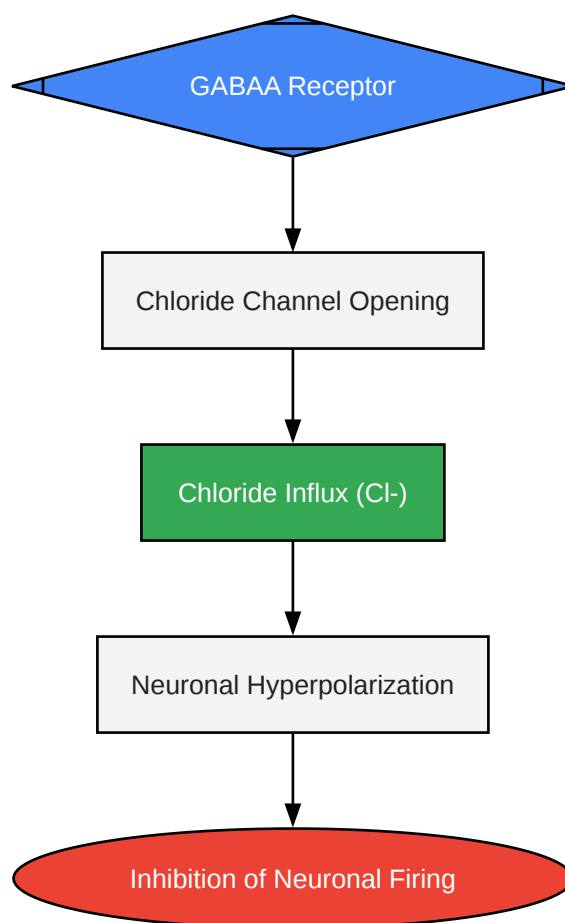 GABAA Receptor
Chloride Channel Opening
Chloride Influx (Cl-)
Neuronal Hyperpolarization
Inhibition of Neuronal Firing